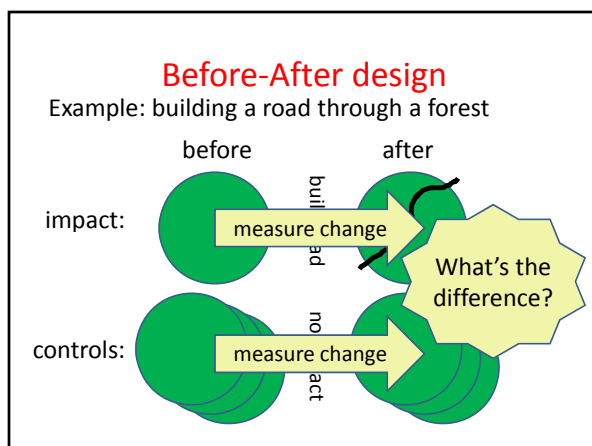 Before-After design
Example: building a road through a forest
before after
impact:
measure change
What's the
difference?
controls:
measure change